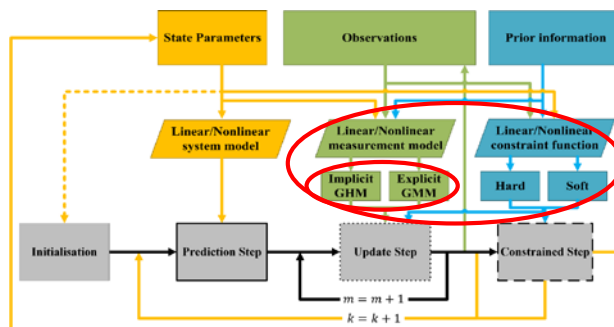 State Parameters
Observations
Prior information
Linear/Nonlinear
system model
Linear/Nonlinear
measurement model
Linear/Nonlinear
constraint function
Implicit
GHM
Explicit
GMM
Hard
Soft
Initialisation
Prediction Step
Update Step
Constrained Step
m = m + 1
k = k + 1